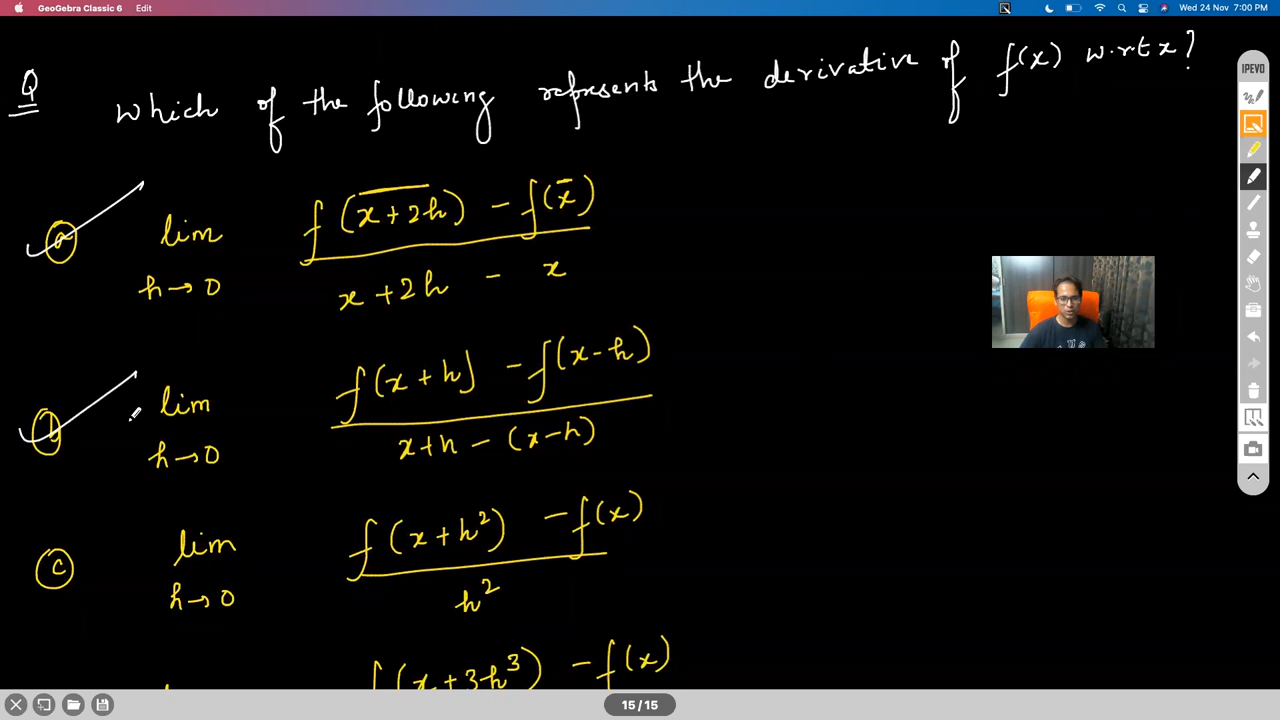 GeoGebra Classic 6 Edit Wed 24 Nov 7:00 PM
IPEVO
Q Which of the following represents the derivative of f(x) w.r.t x?
a lim h→0 f(x+2h) - f(x) / x+2h - x
b lim h→0 f(x+h) - f(x-h) / x+h - (x-h)
c lim h→0 f(x+h²) - f(x) / h²
f(x+3h³) - f(x)
15 / 15